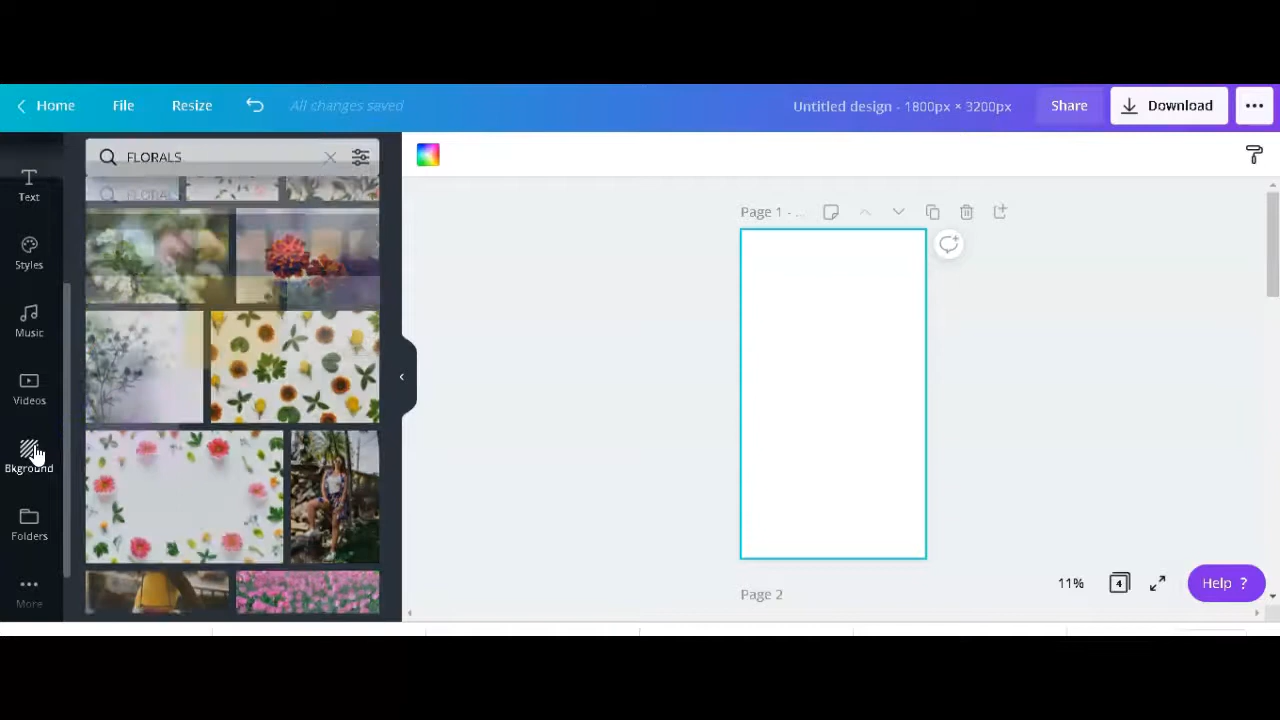 Home File Resize All changes saved Untitled design - 1800px × 3200px Share Download
FLORALS
FLORAL
Text
Styles
Music
Videos
Bkground
Folders
More
Page 1 - ...
Page 2
11%
4
Help ?